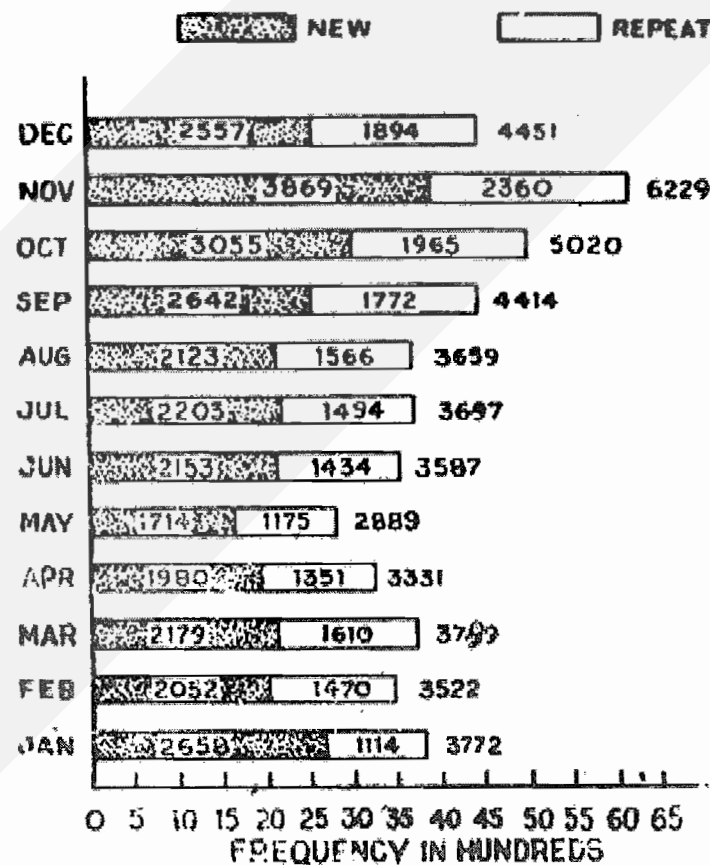 NEW REPEAT
DEC 2557 1894 4451
NOV 3869 2360 6229
OCT 3055 1965 5020
SEP 2642 1772 4414
AUG 2123 1566 3659
JUL 2203 1494 3697
JUN 2153 1434 3587
MAY 1714 1175 2889
APR 1980 1351 3331
MAR 2179 1610
FEB 2052 1470 3522
JAN 2658 1114 3772
0 5 10 15 20 25 30 35 40 45 50 55 60 65
FREQUENCY IN HUNDREDS